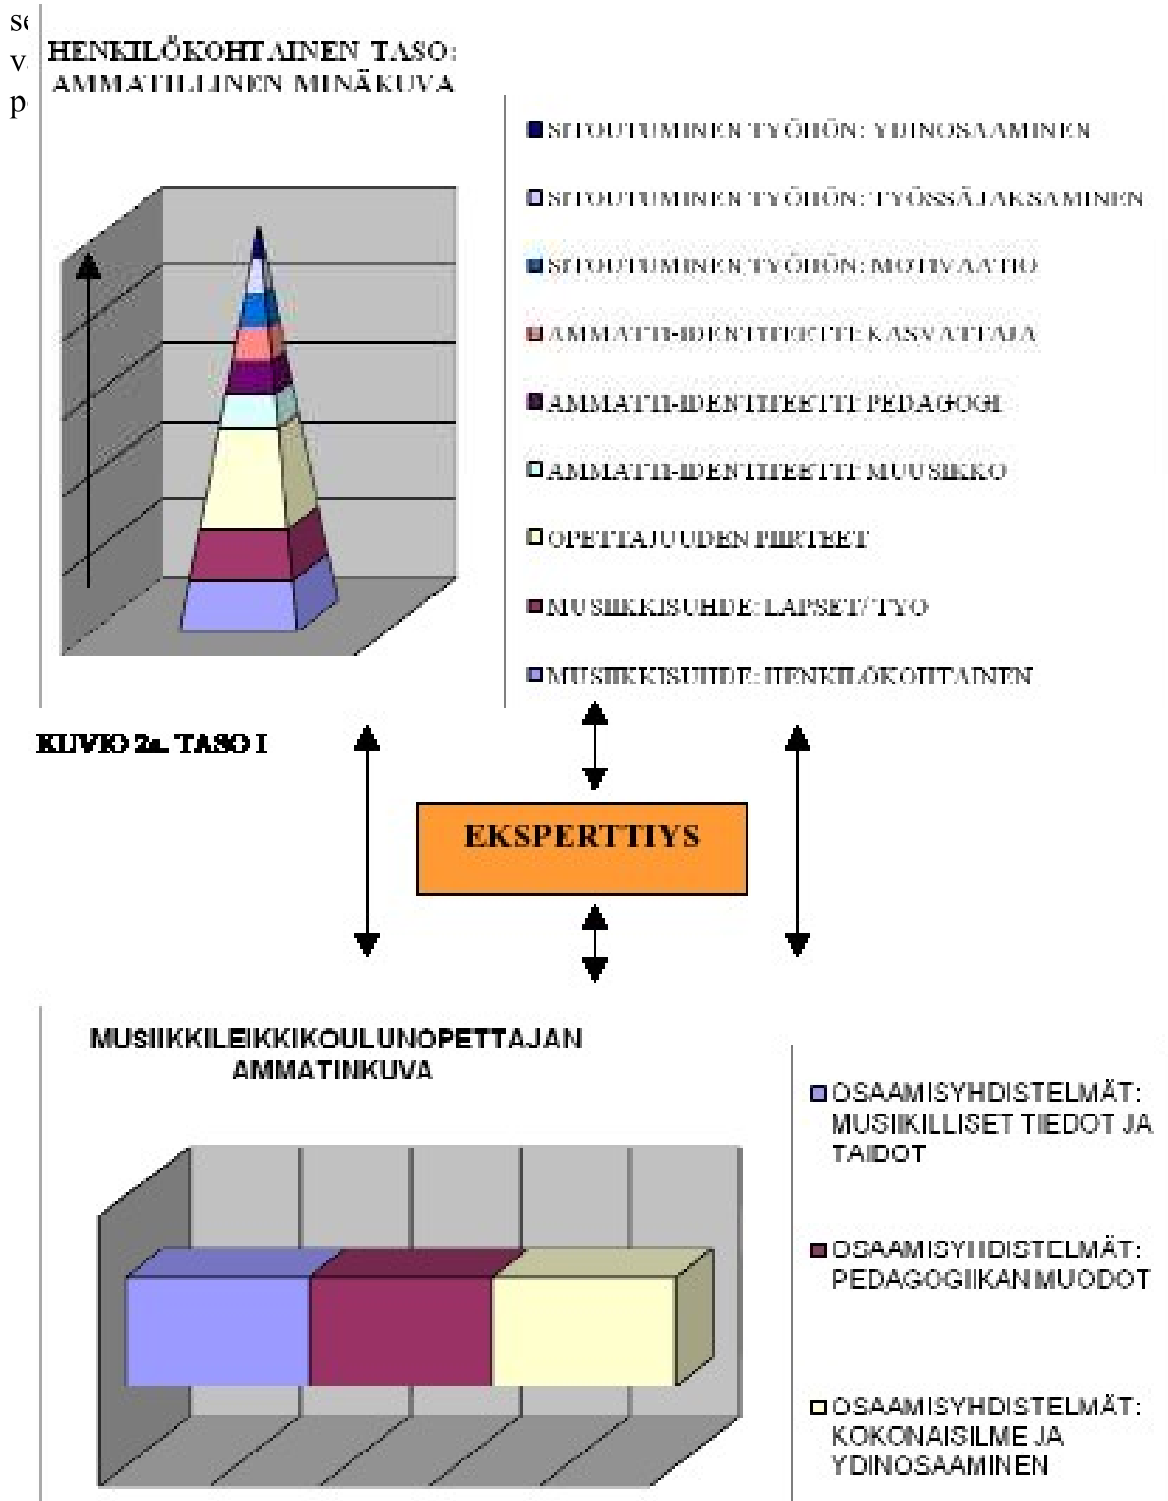 HENKILÖKOHTAINEN TASO:
AMMATILLINEN MINÄKUVA
SITOUTUMINEN TYÖHÖN: YDINOSAAMINEN
SITOUTUMINEN TYÖHÖN: TYÖSSÄJAKSAMINEN
SITOUTUMINEN TYÖHÖN: MOTIVAATIO
AMMATTI-IDENTITEETTI: KASVATTAJA
AMMATTI-IDENTITEETTI: PEDAGOGI
AMMATTI-IDENTITEETTI: MUUSIKKO
OPETTAJUUDEN PIIRTEET
MUSIIKKISUHDE: LAPSET/ TYÖ
MUSIIKKISUHDE: HENKILÖKOHTAINEN
KUVIO 2a. TASO I
EKSPERTTIYS
MUSIIKKILEIKKIKOULUNOPETTAJAN
AMMATINKUVA
OSAAMISYHDISTELMÄT:
MUSIIKILLISET TIEDOT JA
TAIDOT
OSAAMISYHDISTELMÄT:
PEDAGOGIIKAN MUODOT
OSAAMISYHDISTELMÄT:
KOKONAISILME JA
YDINOSAAMINEN